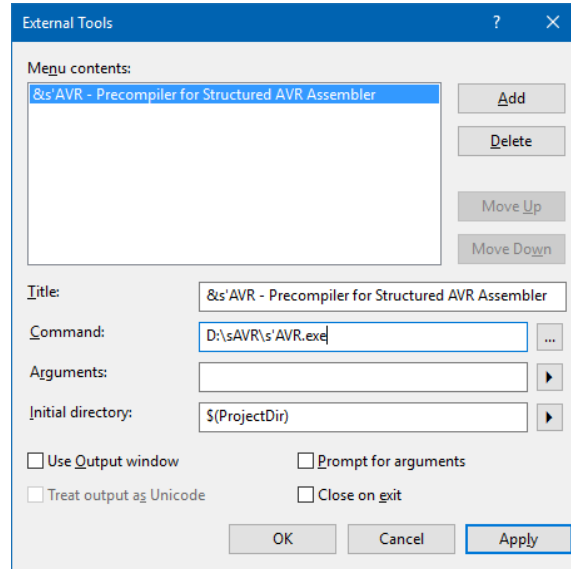 External Tools ? ×
Menu contents:
&s'AVR - Precompiler for Structured AVR Assembler
Add
Delete
Move Up
Move Down
Title: &s'AVR - Precompiler for Structured AVR Assembler
Command: D:\sAVR\s'AVR.exe ...
Arguments:
Initial directory: $(ProjectDir)
Use Output window Prompt for arguments
Treat output as Unicode Close on exit
OK Cancel Apply